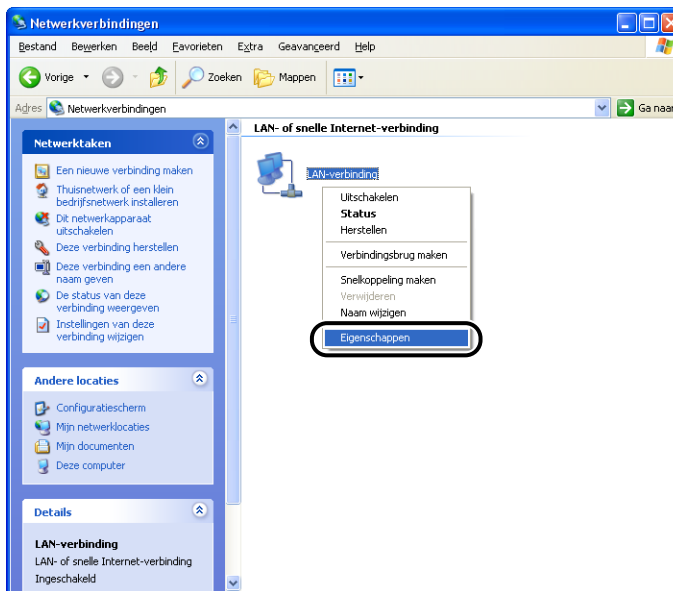 Netwerkverbindingen
Bestand Bewerken Beeld Favorieten Extra Geavanceerd Help
Vorige Zoeken Mappen
Adres Netwerkverbindingen Ga naar
Netwerktaken
Een nieuwe verbinding maken
Thuisnetwerk of een klein
bedrijfsnetwerk installeren
Dit netwerkapparaat
uitschakelen
Deze verbinding herstellen
Deze verbinding een andere
naam geven
De status van deze
verbinding weergeven
Instellingen van deze
verbinding wijzigen
Andere locaties
Configuratiescherm
Mijn netwerklocaties
Mijn documenten
Deze computer
Details
LAN-verbinding
LAN- of snelle Internet-verbinding
Ingeschakeld
LAN- of snelle Internet-verbinding
LAN-verbinding
Uitschakelen
Status
Herstellen
Verbindingsbrug maken
Snelkoppeling maken
Verwijderen
Naam wijzigen
Eigenschappen